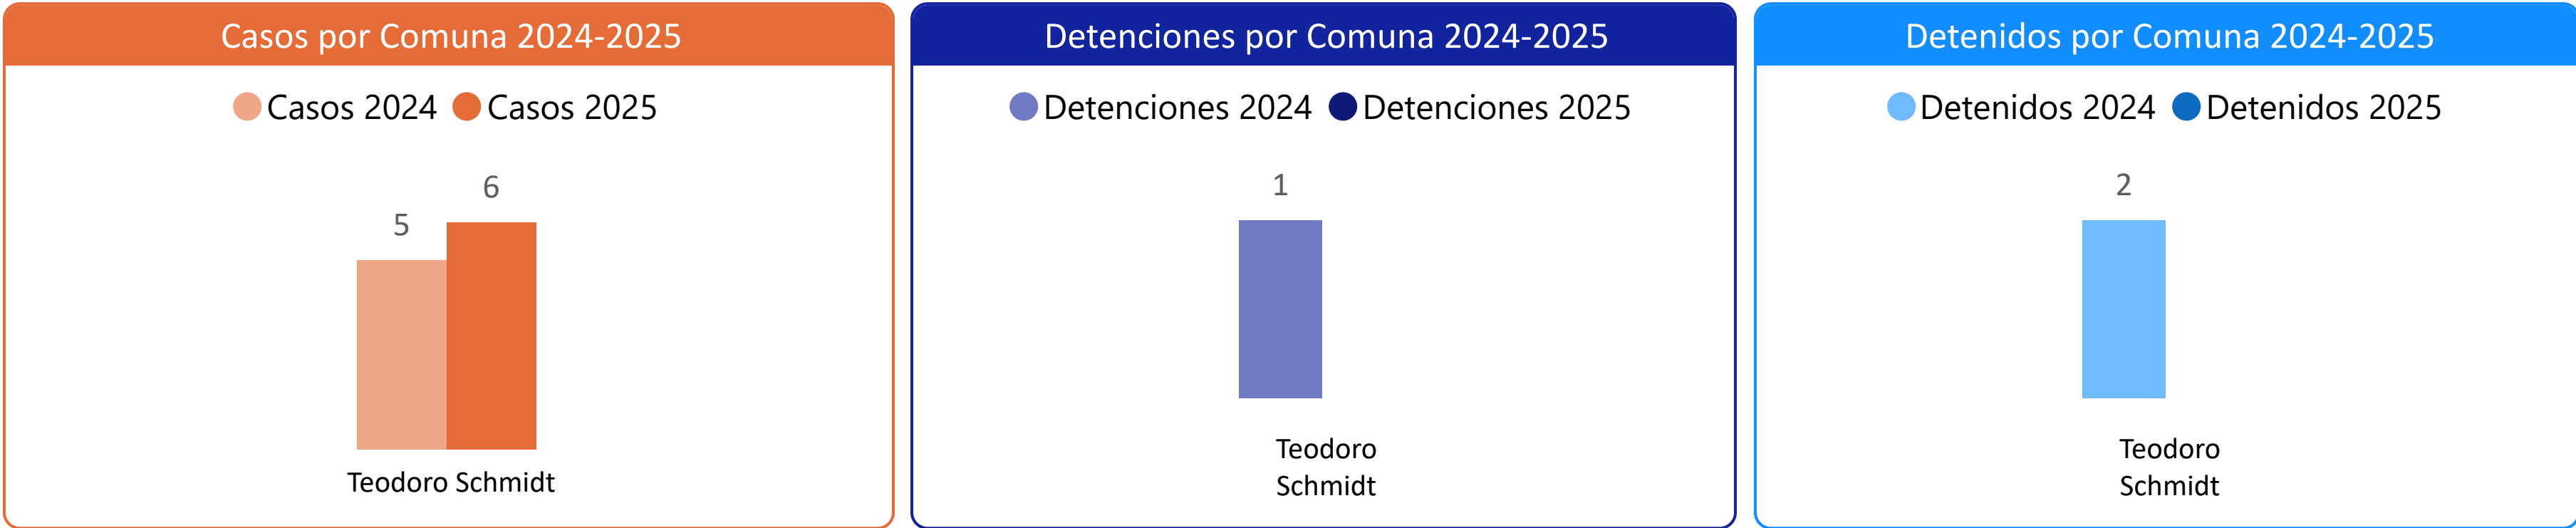 Casos por Comuna 2024-2025
Casos 2024 Casos 2025
5
6
Teodoro Schmidt
Detenciones por Comuna 2024-2025
Detenciones 2024 Detenciones 2025
1
Teodoro
Schmidt
Detenidos por Comuna 2024-2025
Detenidos 2024 Detenidos 2025
2
Teodoro
Schmidt